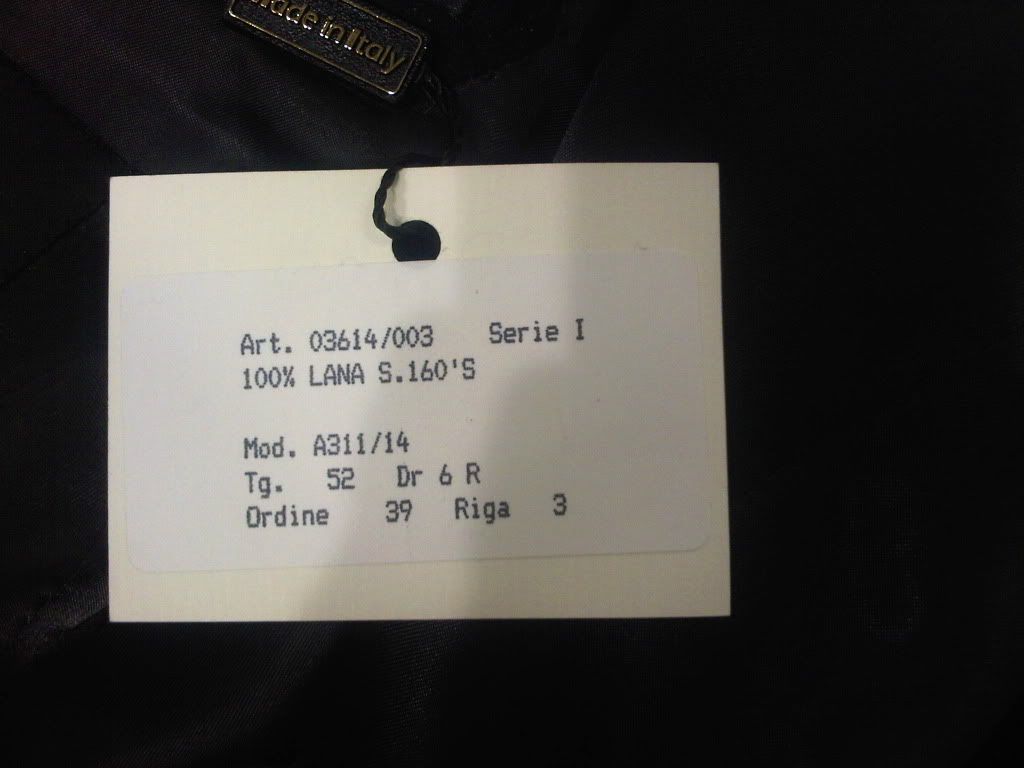 Made in Italy
Art. 03614/003 Serie I
100% LANA S.160'S
Mod. A311/14
Tg. 52 Dr 6 R
Ordine 39 Riga 3